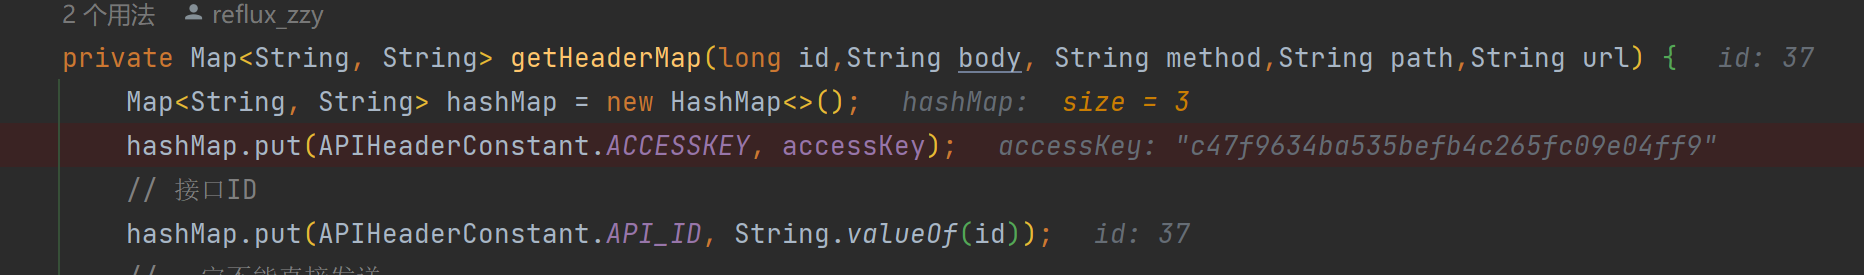 2 个用法 reflux_zzy
private Map<String, String> getHeaderMap(long id,String body, String method,String path,String url) { id: 37
Map<String, String> hashMap = new HashMap<>(); hashMap: size = 3
hashMap.put(APIHeaderConstant.ACCESSKEY, accessKey); accessKey: "c47f9634ba535befb4c265fc09e04ff9"
// 接口ID
hashMap.put(APIHeaderConstant.API_ID, String.valueOf(id)); id: 37
//